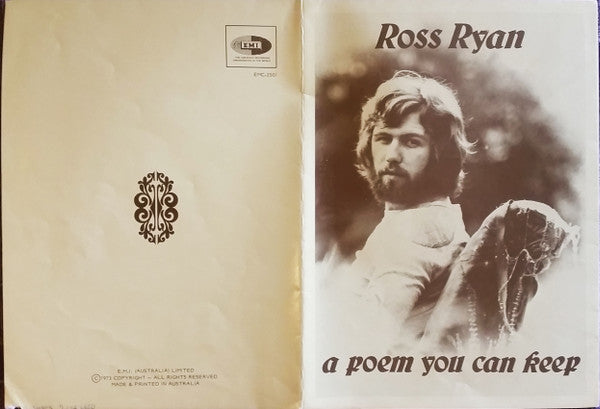 EMI
EMC-2501
E.M.I. (AUSTRALIA) LIMITED
© 1973 COPYRIGHT - ALL RIGHTS RESERVED
MADE & PRINTED IN AUSTRALIA
Ross Ryan
a poem you can keep